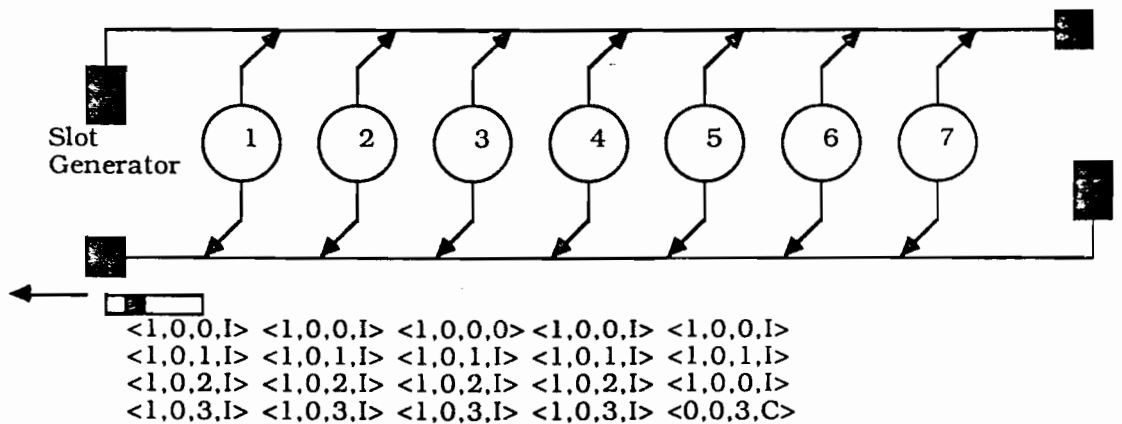 1 2 3 4 5 6 7
Slot
Generator
<1,0,0,I> <1,0,0,I> <1,0,0,0> <1,0,0,I> <1,0,0,I>
<1,0,1,I> <1,0,1,I> <1,0,1,I> <1,0,1,I> <1,0,1,I>
<1,0,2,I> <1,0,2,I> <1,0,2,I> <1,0,2,I> <1,0,0,I>
<1,0,3,I> <1,0,3,I> <1,0,3,I> <1,0,3,I> <0,0,3,C>